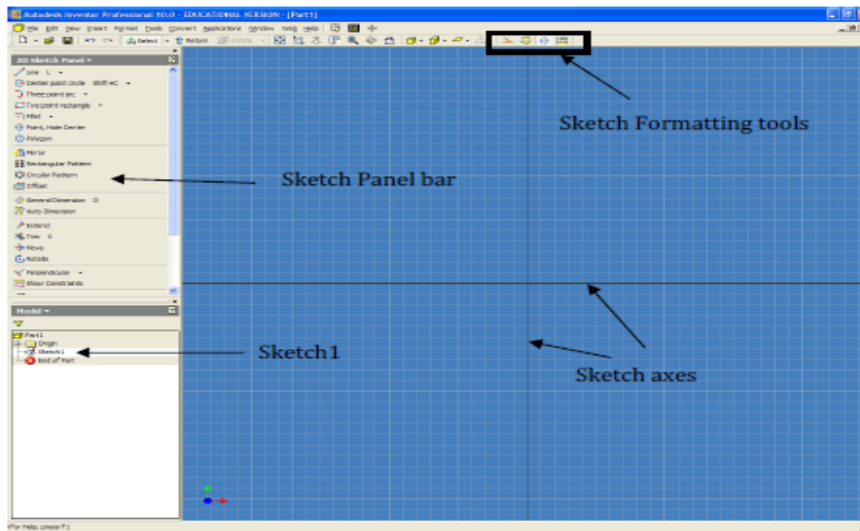 Autodesk Inventor Professional 10.0 - EDUCATIONAL VERSION - [Part1]
File Edit View Insert Format Tools Convert Applications Window Web Help
Select Return
2D Sketch Panel
Line L
Center point circle Shift+C
Three point arc
Two point rectangle
Fillet
Point, Hole Center
Polygon
Mirror
Rectangular Pattern
Circular Pattern
Offset
General Dimension D
Auto Dimension
Extend
Trim X
Move
Rotate
Perpendicular
Show Constraints
Model
Part1
Origin
Sketch1
End of Part
Sketch Formatting tools
Sketch Panel bar
Sketch1
Sketch axes
For Help, press F1